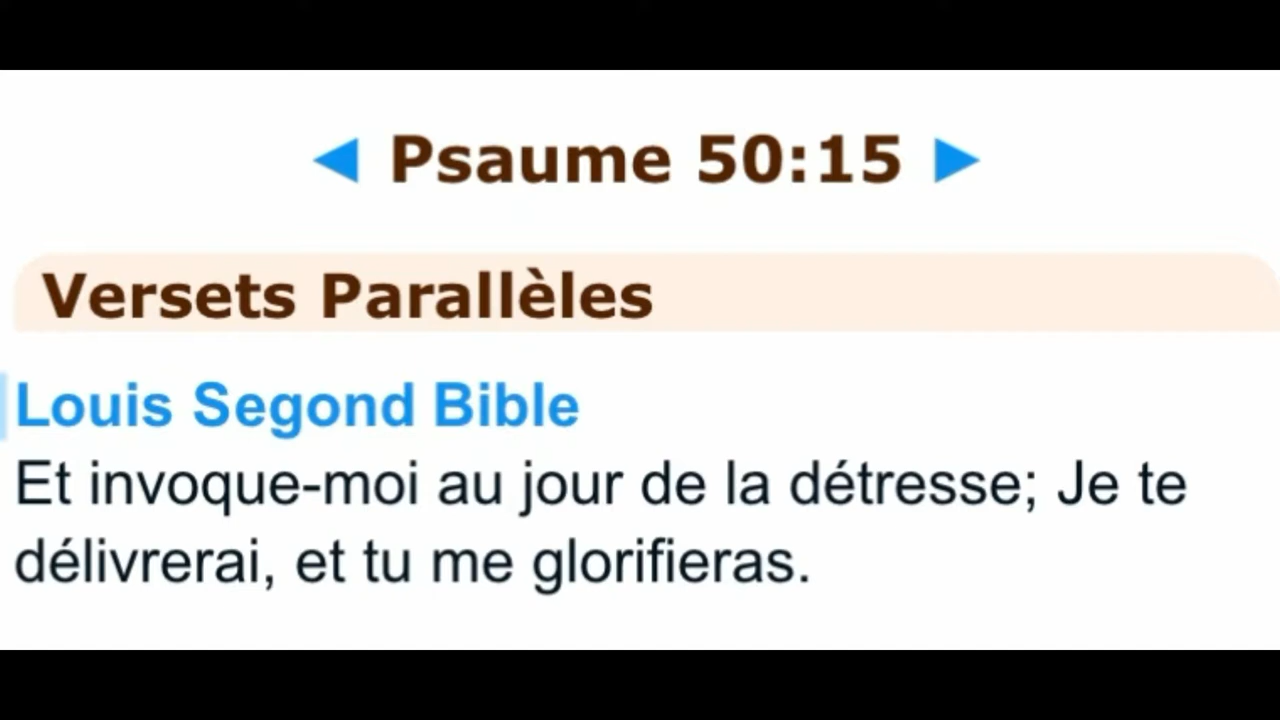 ◀ Psaume 50:15 ▶
Versets Parallèles
Louis Segond Bible
Et invoque-moi au jour de la détresse; Je te
délivrerai, et tu me glorifieras.